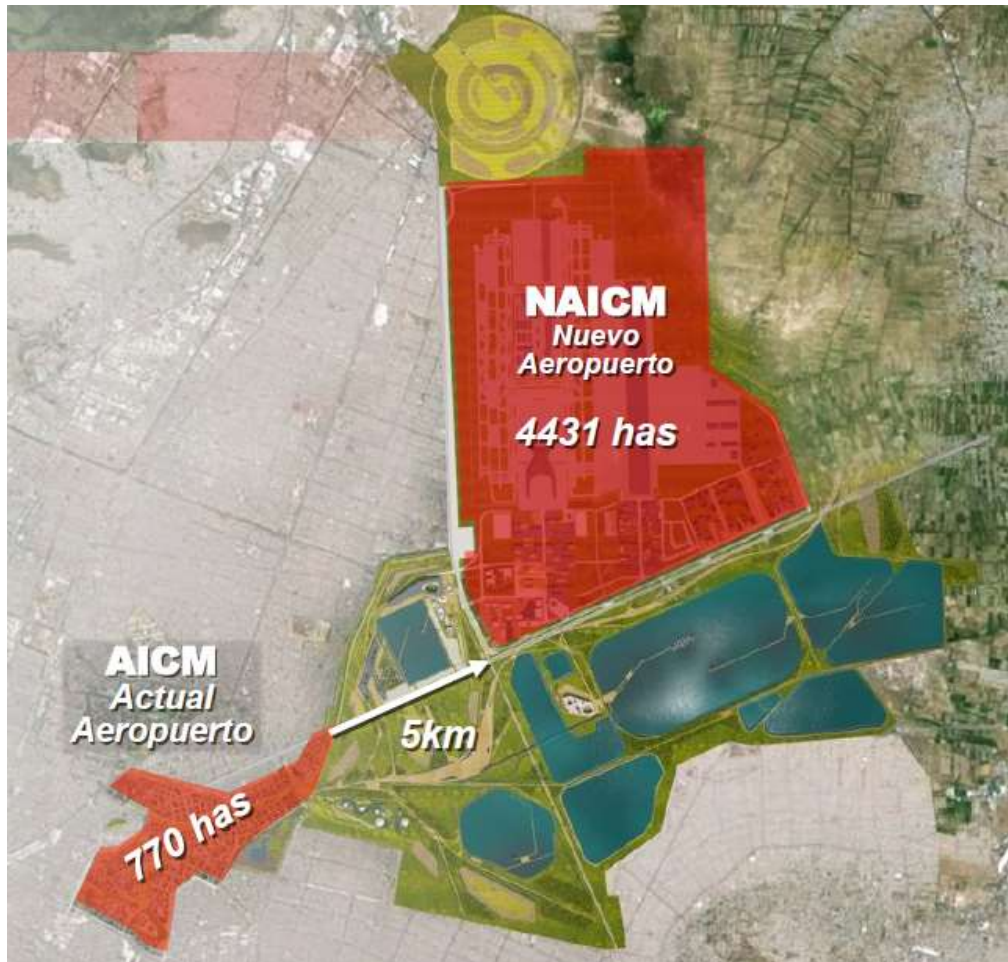 NAICM
Nuevo
Aeropuerto
4431 has
AICM
Actual
Aeropuerto
5km
770 has